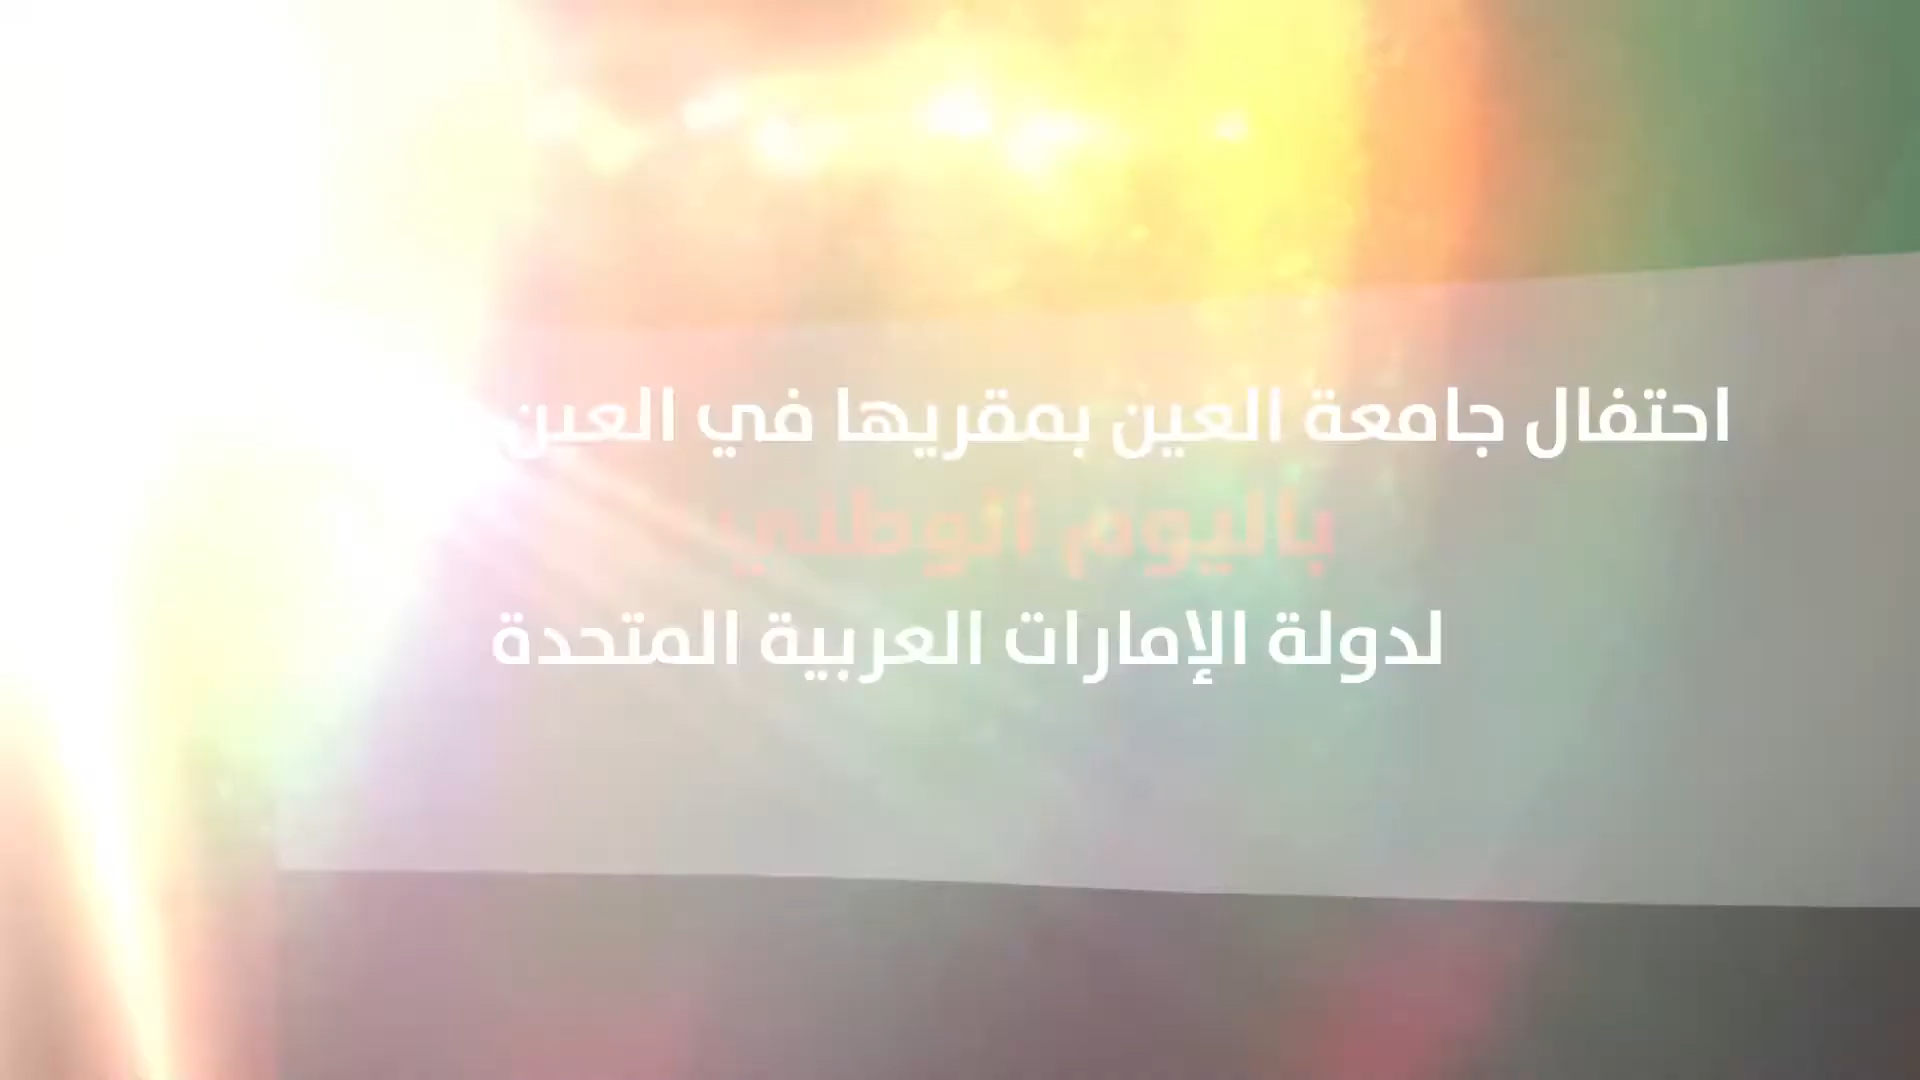 احتفال جامعة العين بمقريها في العين
باليوم الوطني
لدولة الإمارات العربية المتحدة